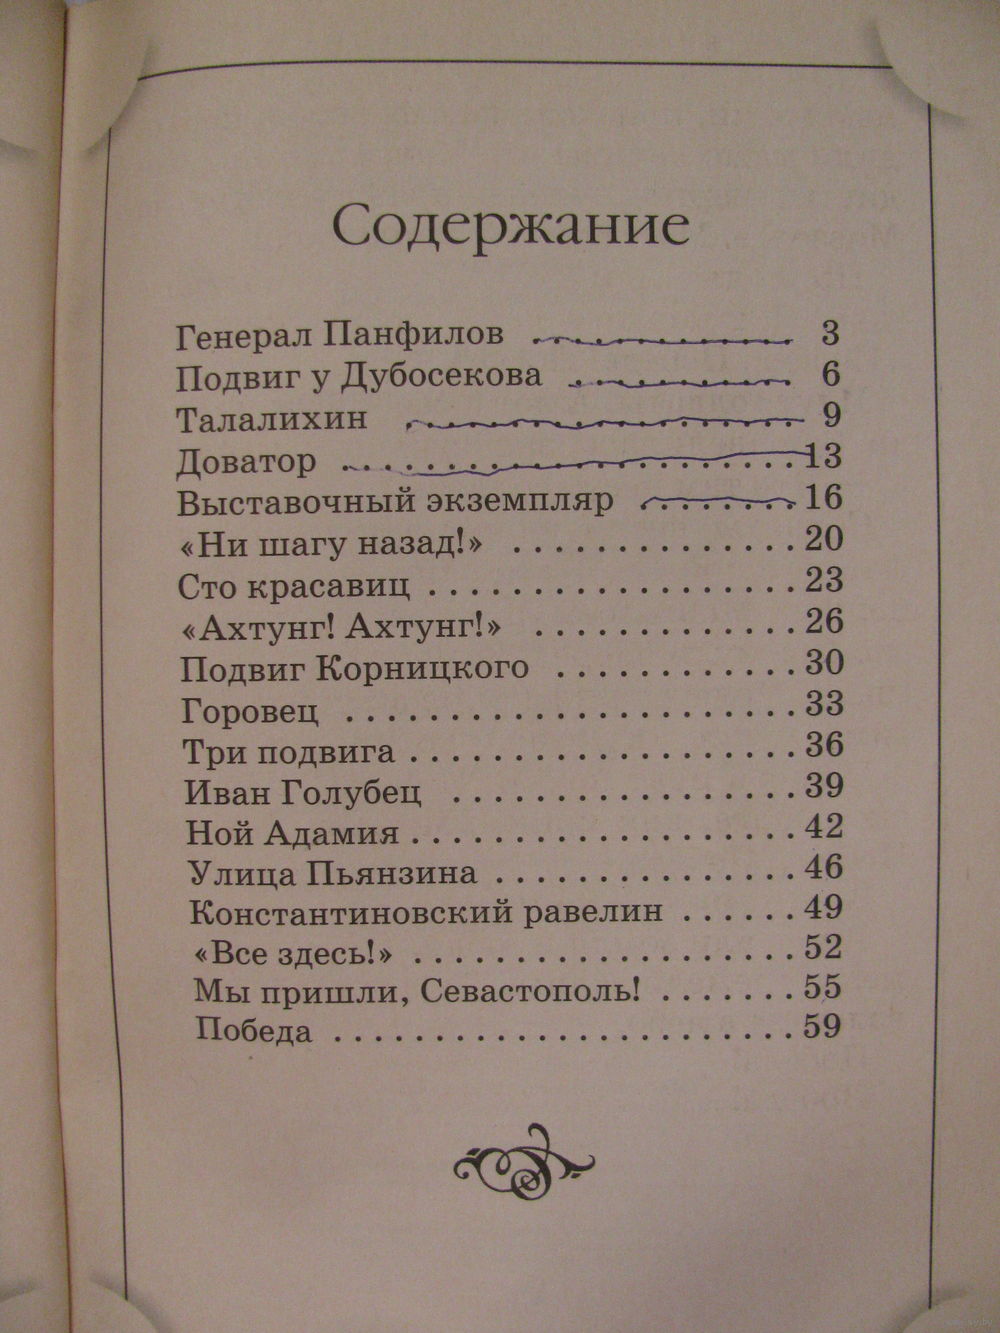 Содержание
Генерал Панфилов . . . . . . . . . . . . . 3
Подвиг у Дубосекова . . . . . . . . . . . 6
Талалихин . . . . . . . . . . . . . . . . . . . 9
Доватор . . . . . . . . . . . . . . . . . . . . . . 13
Выставочный экземпляр . . . . . . . . 16
«Ни шагу назад!» . . . . . . . . . . . . . . 20
Сто красавиц . . . . . . . . . . . . . . . . . . 23
«Ахтунг! Ахтунг!» . . . . . . . . . . . . . 26
Подвиг Корницкого . . . . . . . . . . . . 30
Горовец . . . . . . . . . . . . . . . . . . . . . . 33
Три подвига . . . . . . . . . . . . . . . . . . . 36
Иван Голубец . . . . . . . . . . . . . . . . . 39
Ной Адамия . . . . . . . . . . . . . . . . . . . 42
Улица Пьянзина . . . . . . . . . . . . . . . 46
Константиновский равелин . . . . . . 49
«Все здесь!» . . . . . . . . . . . . . . . . . . . 52
Мы пришли, Севастополь! . . . . . . . 55
Победа . . . . . . . . . . . . . . . . . . . . . . . 59